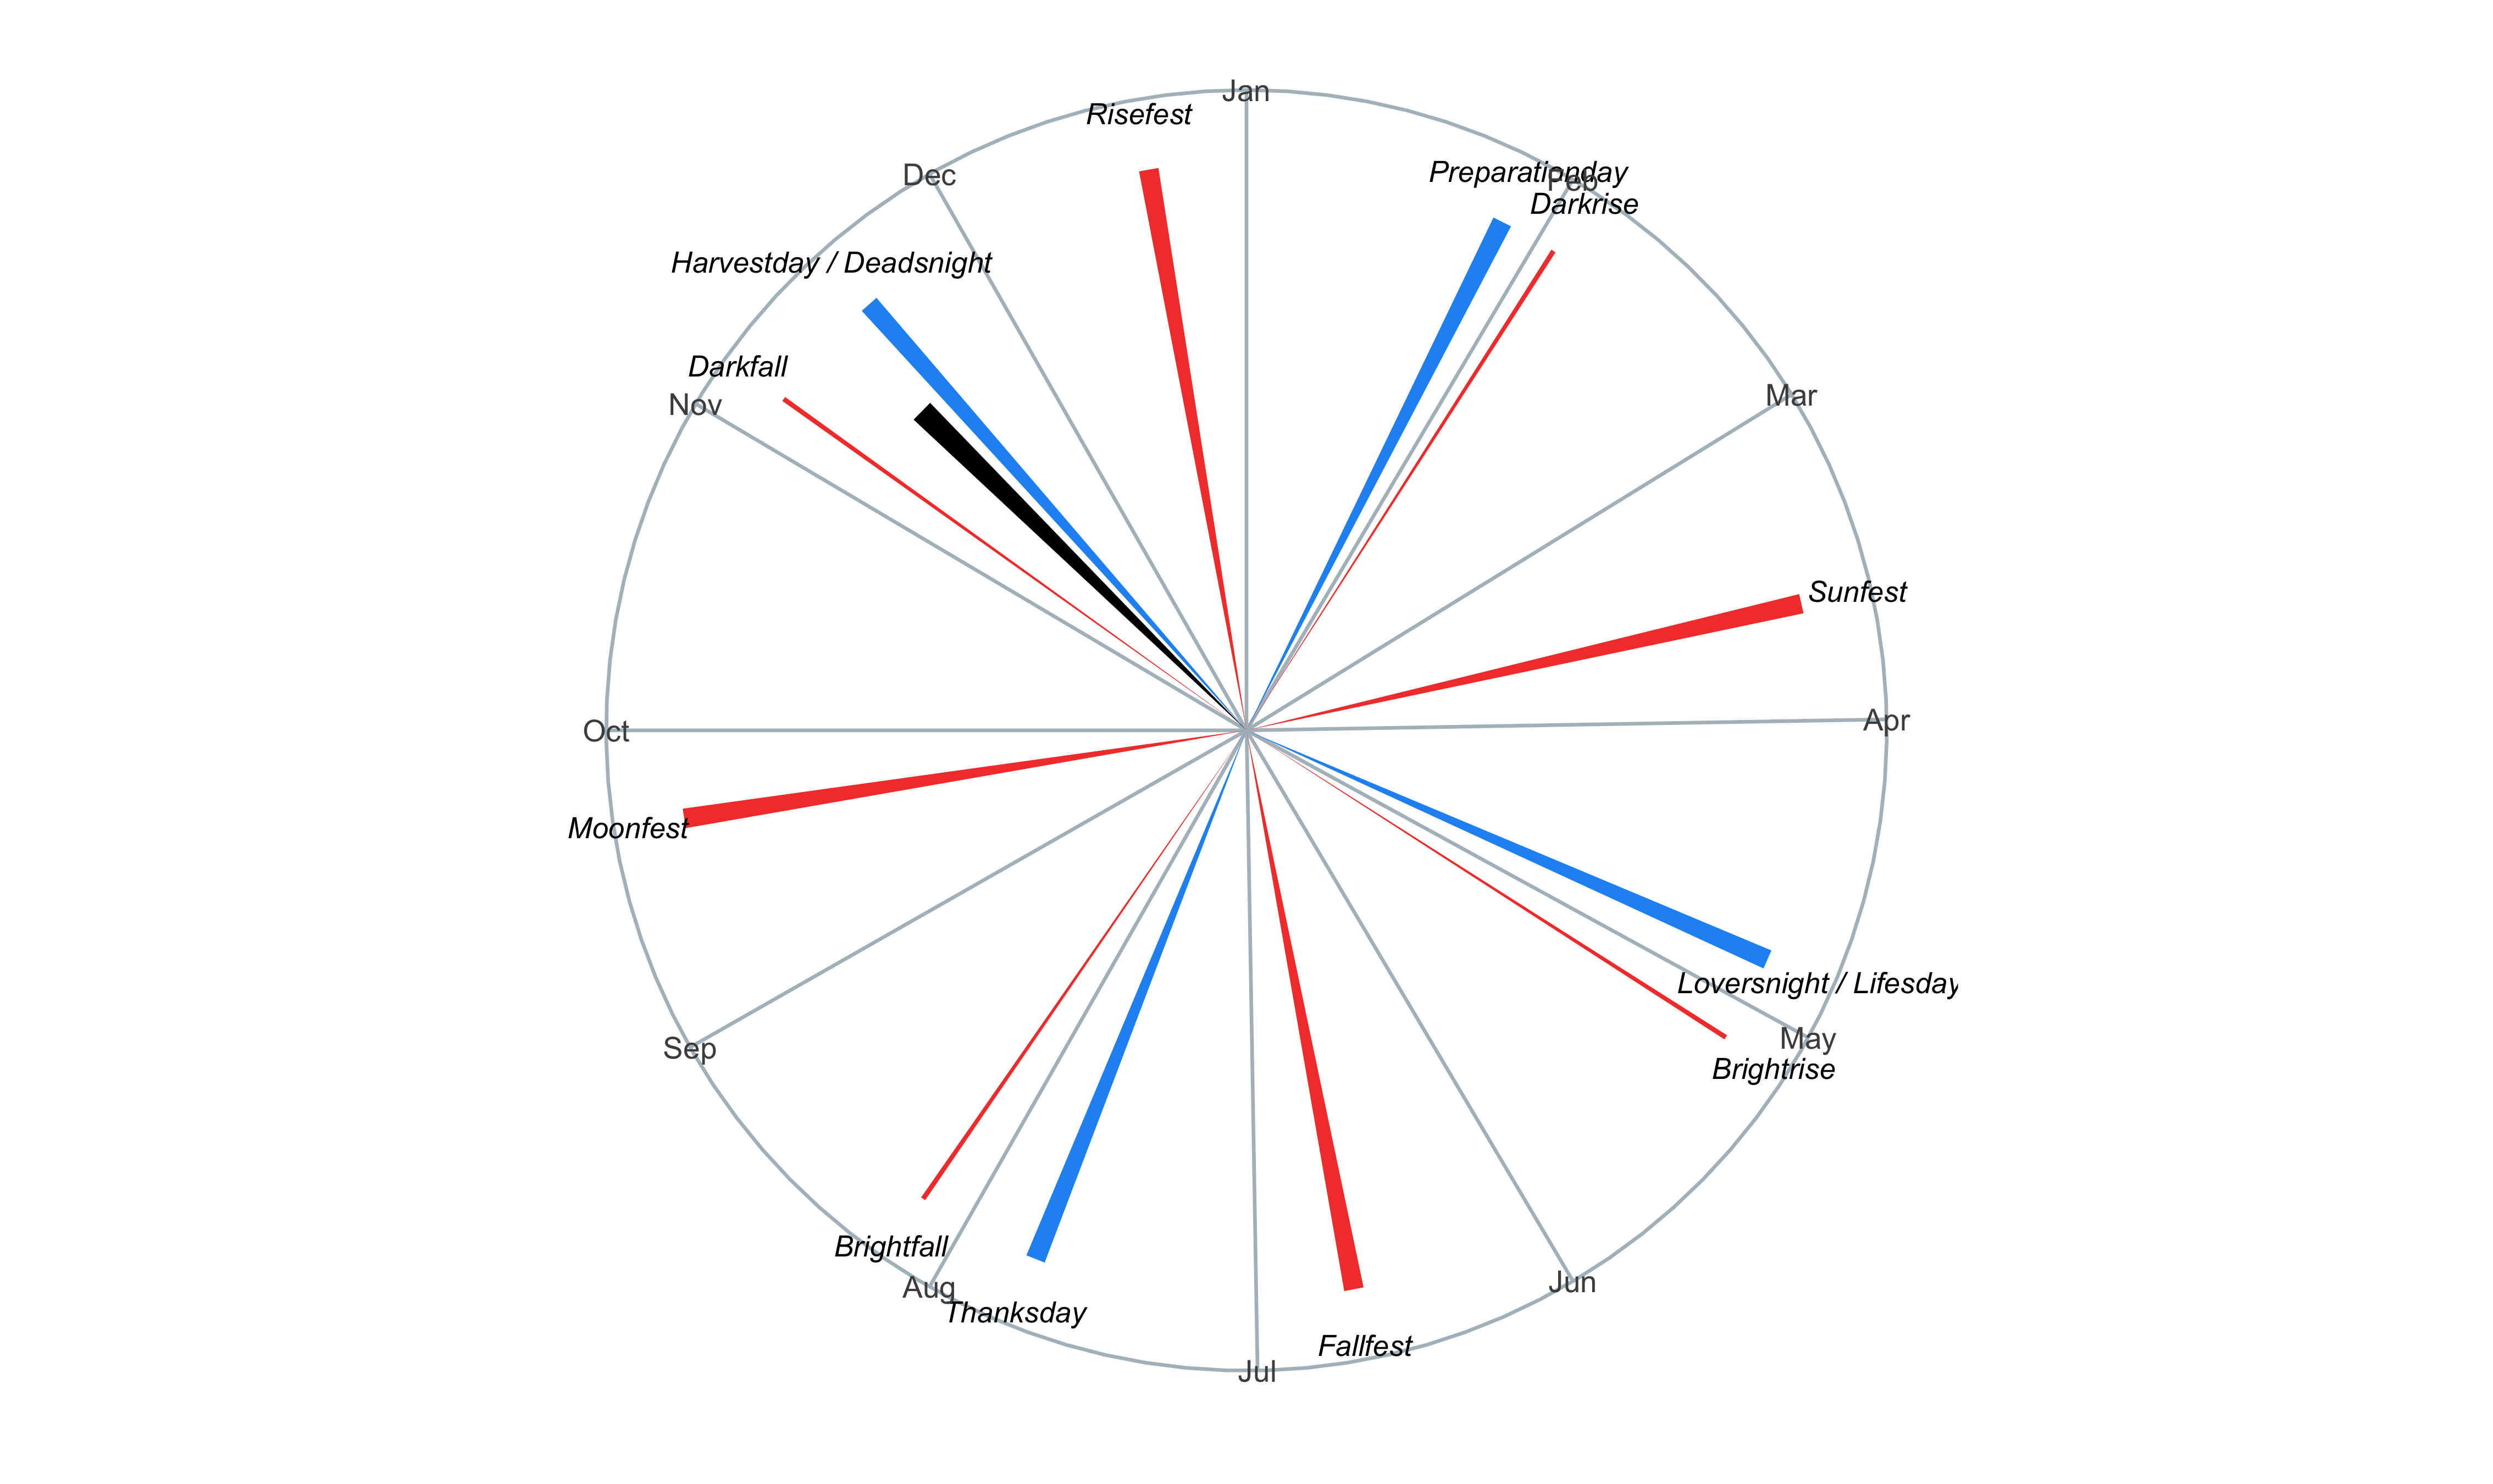 Jan
Risefest
Preparationday
Dec
Feb
Darkrise
Harvestday / Deadsnight
Darkfall
Mar
Nov
Sunfest
Apr
Oct
Moonfest
Loversnight / Lifesday
May
Sep
Brightrise
Brightfall
Jun
Aug
Thanksday
Fallfest
Jul